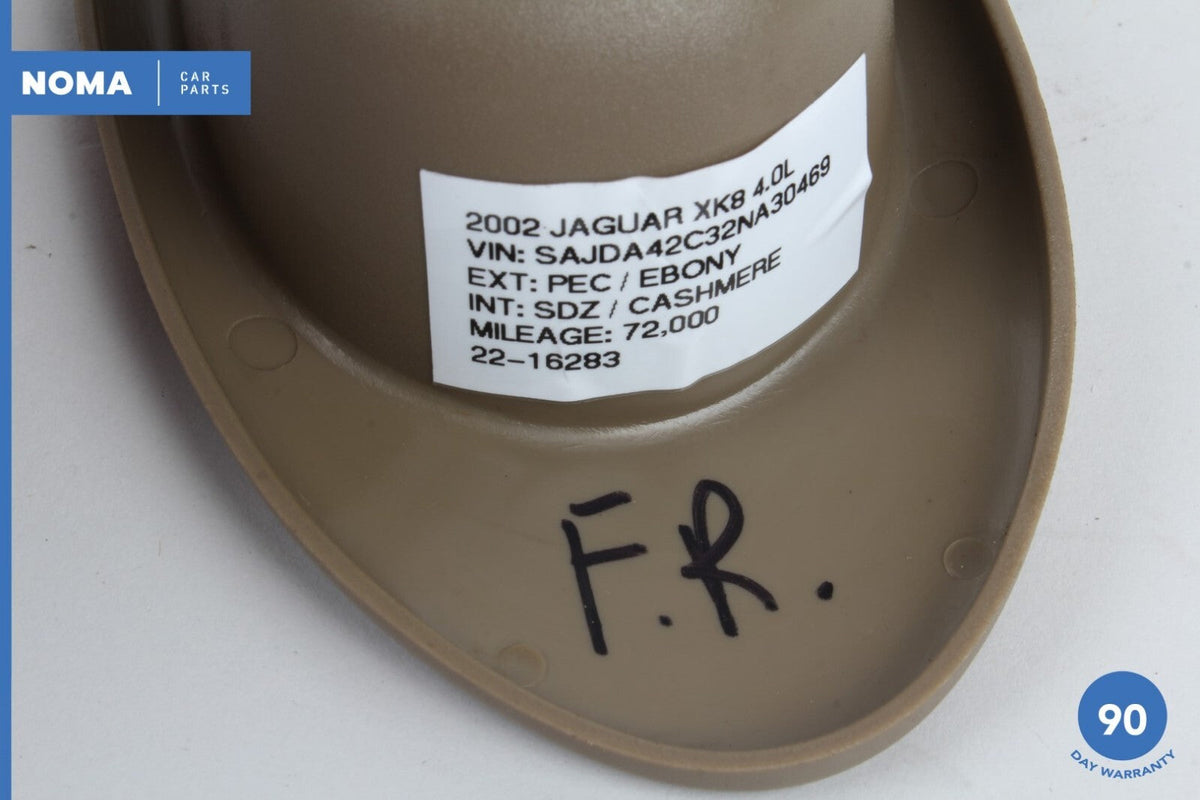 NOMA
CAR
PARTS
2002 JAGUAR XK8 4.0L
VIN: SAJDA42C32NA30469
EXT: PEC / EBONY
INT: SDZ / CASHMERE
MILEAGE: 72,000
22-16283
F.R.
90
DAY WARRANTY